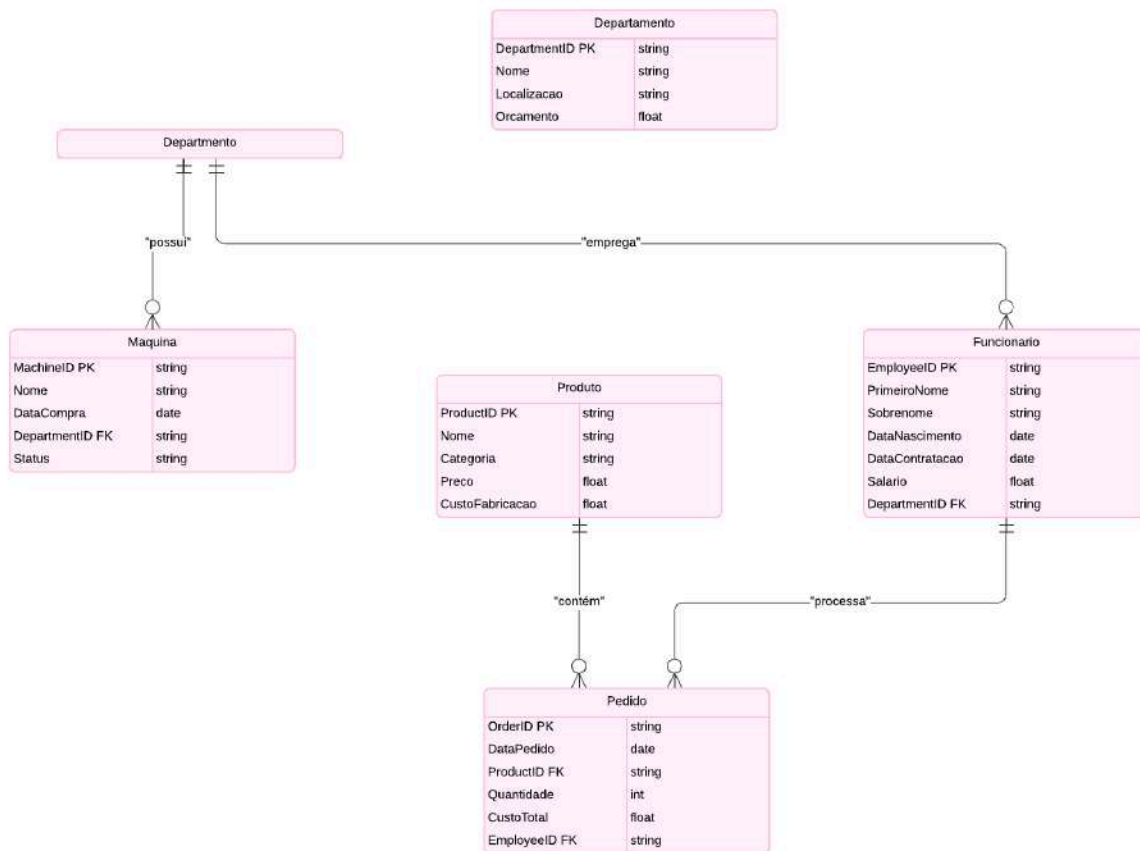 Departamento
DepartmentID PK string
Nome string
Localizacao string
Orcamento float
Departmento
"possui"
"emprega"
Maquina
MachineID PK string
Nome string
DataCompra date
DepartmentID FK string
Status string
Produto
ProductID PK string
Nome string
Categoria string
Preco float
CustoFabricacao float
Funcionario
EmployeeID PK string
PrimeiroNome string
Sobrenome string
DataNascimento date
DataContratacao date
Salario float
DepartmentID FK string
"contém"
"processa"
Pedido
OrderID PK string
DataPedido date
ProductID FK string
Quantidade int
CustoTotal float
EmployeeID FK string